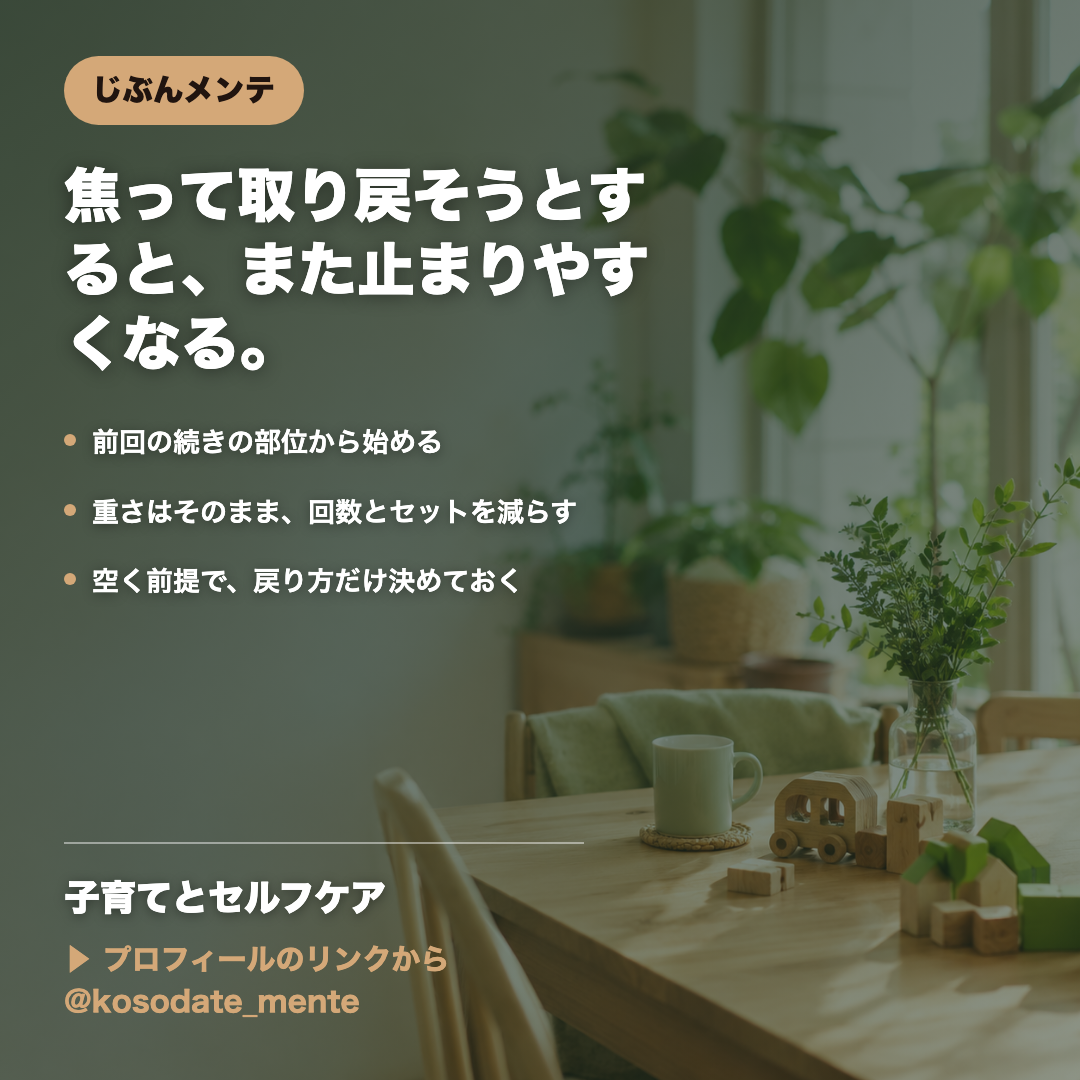 じぶんメンテ
焦って取り戻そうとす
ると、また止まりやす
くなる。
• 前回の続きの部位から始める
• 重さはそのまま、回数とセットを減らす
• 空く前提で、戻り方だけ決めておく
子育てとセルフケア
▶ プロフィールのリンクから
@kosodate_mente